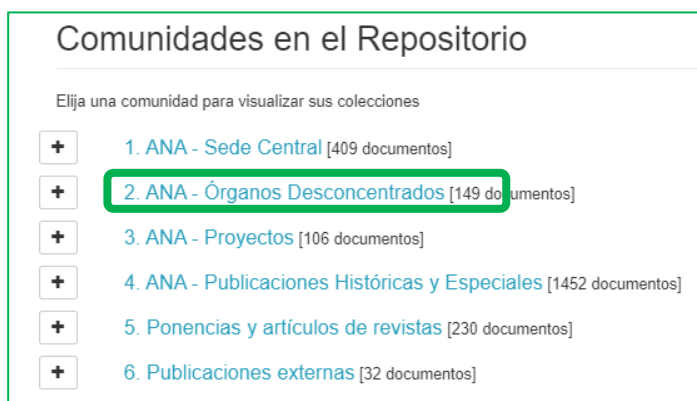 Comunidades en el Repositorio
Elija una comunidad para visualizar sus colecciones
+ 1. ANA - Sede Central [409 documentos]
+ 2. ANA - Órganos Desconcentrados [149 documentos]
+ 3. ANA - Proyectos [106 documentos]
+ 4. ANA - Publicaciones Históricas y Especiales [1452 documentos]
+ 5. Ponencias y artículos de revistas [230 documentos]
+ 6. Publicaciones externas [32 documentos]